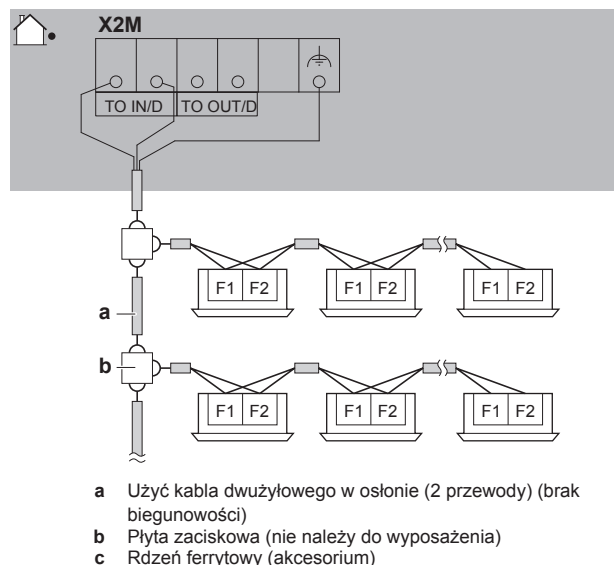 X2M
TO IN/D TO OUT/D
F1 F2 F1 F2 F1 F2
a
b
F1 F2 F1 F2 F1 F2
a Użyć kabla dwużyłowego w osłonie (2 przewody) (brak
biegunowości)
b Płyta zaciskowa (nie należy do wyposażenia)
c Rdzeń ferrytowy (akcesorium)